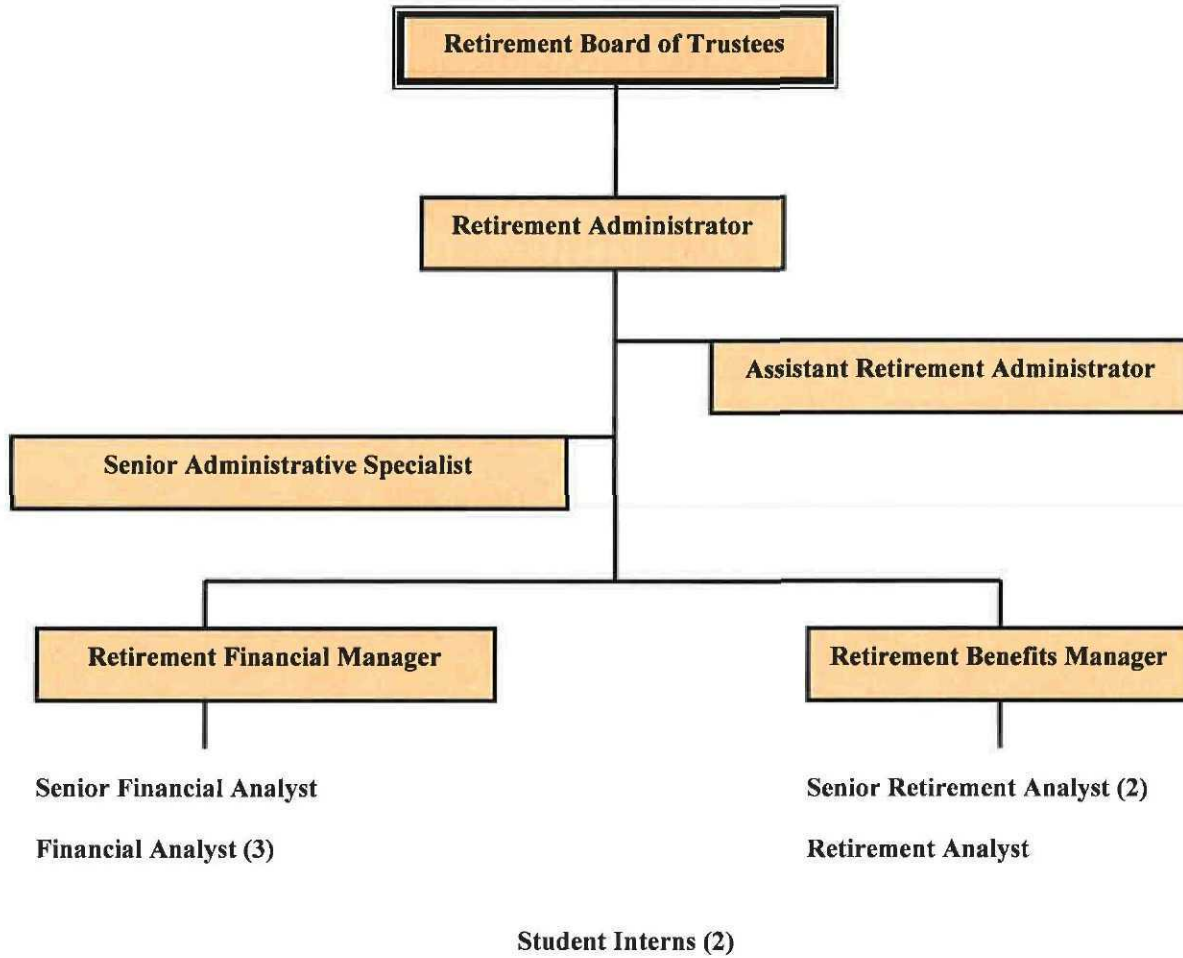 Retirement Board of Trustees
Retirement Administrator
Assistant Retirement Administrator
Senior Administrative Specialist
Retirement Financial Manager
Retirement Benefits Manager
Senior Financial Analyst
Senior Retirement Analyst (2)
Financial Analyst (3)
Retirement Analyst
Student Interns (2)